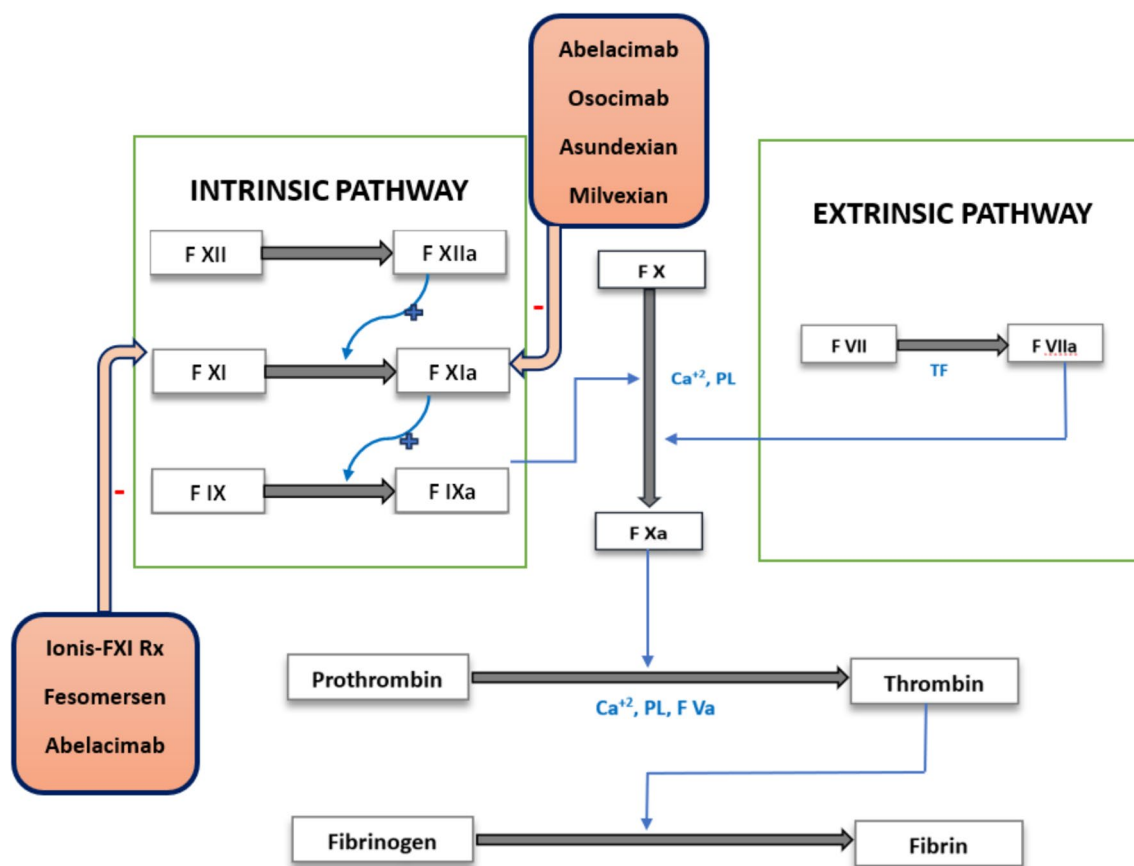 Abelacimab
Osocimab
Asundexian
Milvexian
INTRINSIC PATHWAY
F XII
F XIIa
+
-
F XI
F XIa
+
F IX
F IXa
-
F X
Ca⁺², PL
F Xa
EXTRINSIC PATHWAY
F VII
F VIIa
TF
Ionis-FXI Rx
Fesomersen
Abelacimab
Prothrombin
Thrombin
Ca⁺², PL, F Va
Fibrinogen
Fibrin